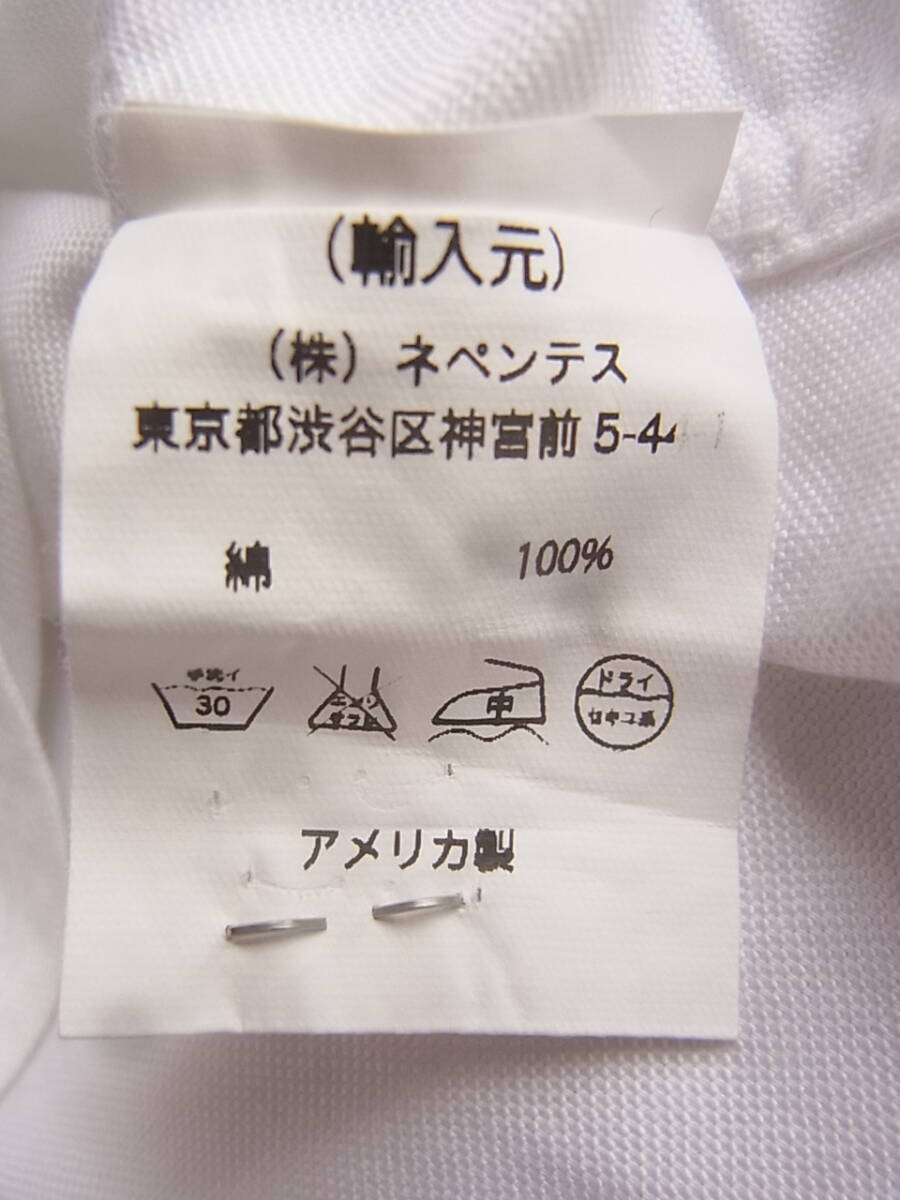 (輸入元)
(株) ネペンテス
東京都渋谷区神宮前 5-4
綿 100%
手洗イ
30
エンソ
サラシ
中
ドライ
セキユ系
アメリカ製